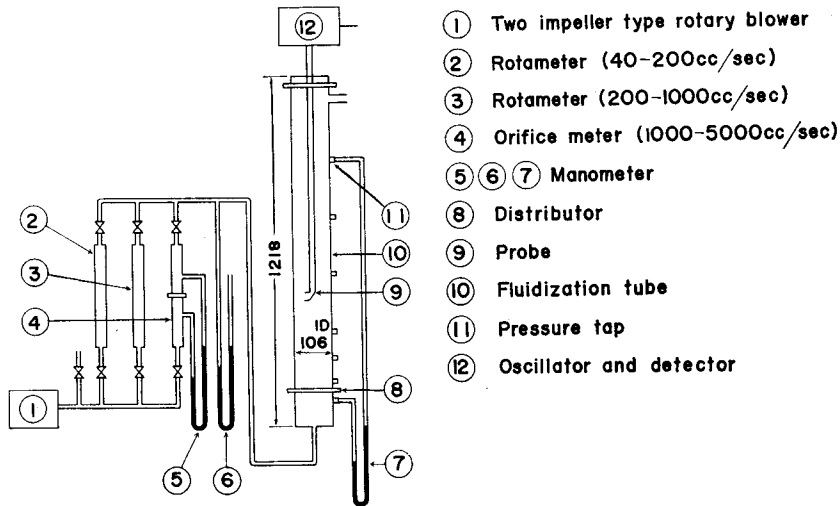 ① Two impeller type rotary blower
② Rotameter (40-200cc/sec)
③ Rotameter (200-1000cc/sec)
④ Orifice meter (1000-5000cc/sec)
⑤ ⑥ ⑦ Manometer
⑧ Distributor
⑨ Probe
⑩ Fluidization tube
⑪ Pressure tap
⑫ Oscillator and detector
⑫
②
③
④
①
⑤
⑥
1218
ID
106
⑪
⑩
⑨
⑧
⑦